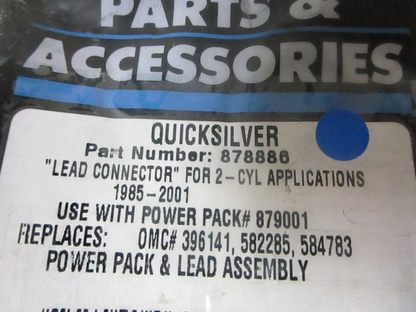 PARTS &
ACCESSORIES
QUICKSILVER
Part Number: 878886
"LEAD CONNECTOR" FOR 2-CYL APPLICATIONS
1985-2001
USE WITH POWER PACK# 879001
REPLACES: OMC# 396141, 582285, 584783
POWER PACK & LEAD ASSEMBLY